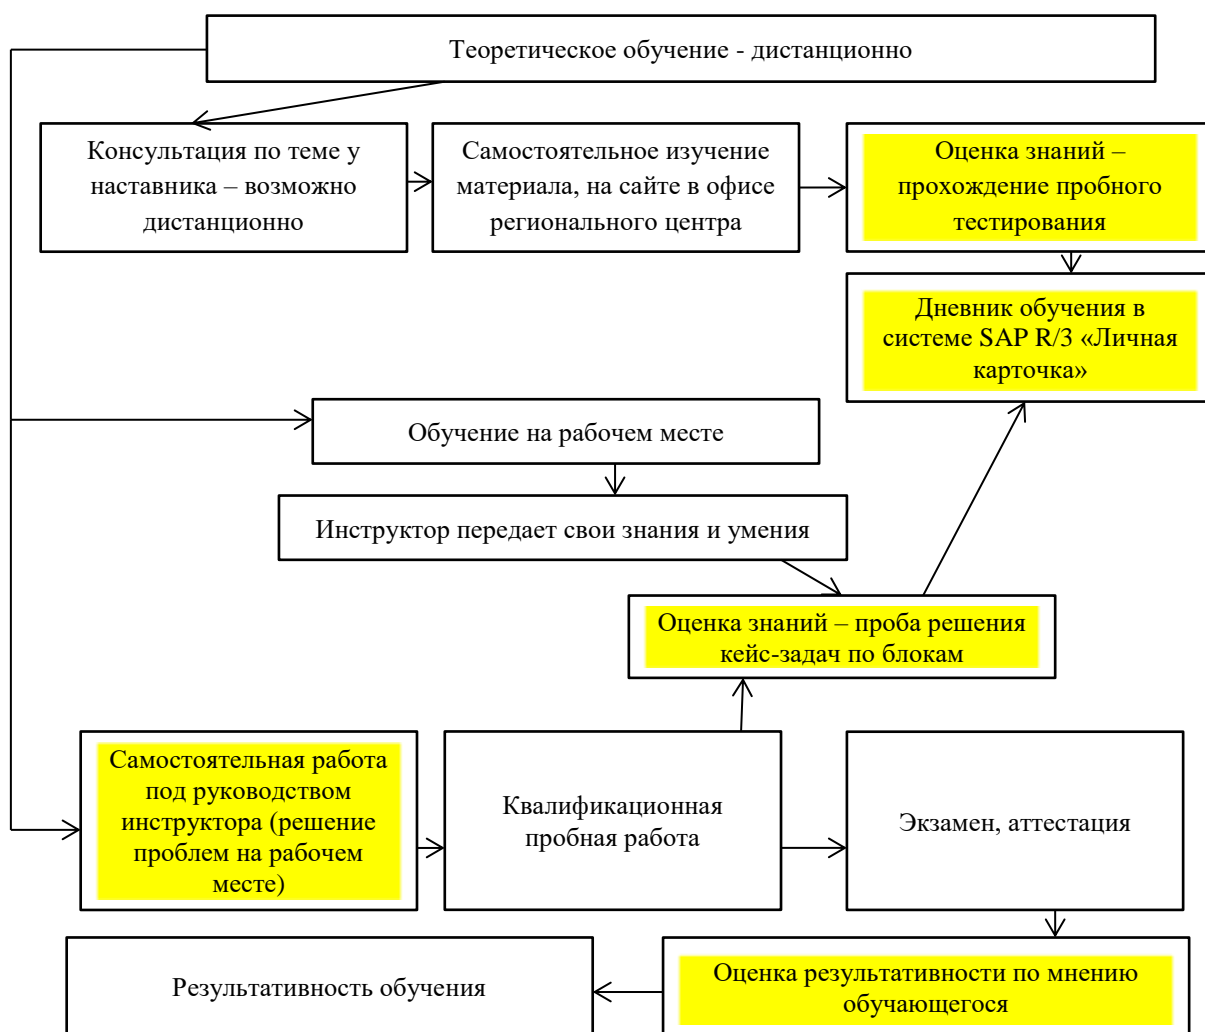 Теоретическое обучение - дистанционно
Консультация по теме у
наставника – возможно
дистанционно
Самостоятельное изучение
материала, на сайте в офисе
регионального центра
Оценка знаний –
прохождение пробного
тестирования
Дневник обучения в
системе SAP R/3 «Личная
карточка»
Обучение на рабочем месте
Инструктор передает свои знания и умения
Оценка знаний – проба решения
кейс-задач по блокам
Самостоятельная работа
под руководством
инструктора (решение
проблем на рабочем
месте)
Квалификационная
пробная работа
Экзамен, аттестация
Результативность обучения
Оценка результативности по мнению
обучающегося